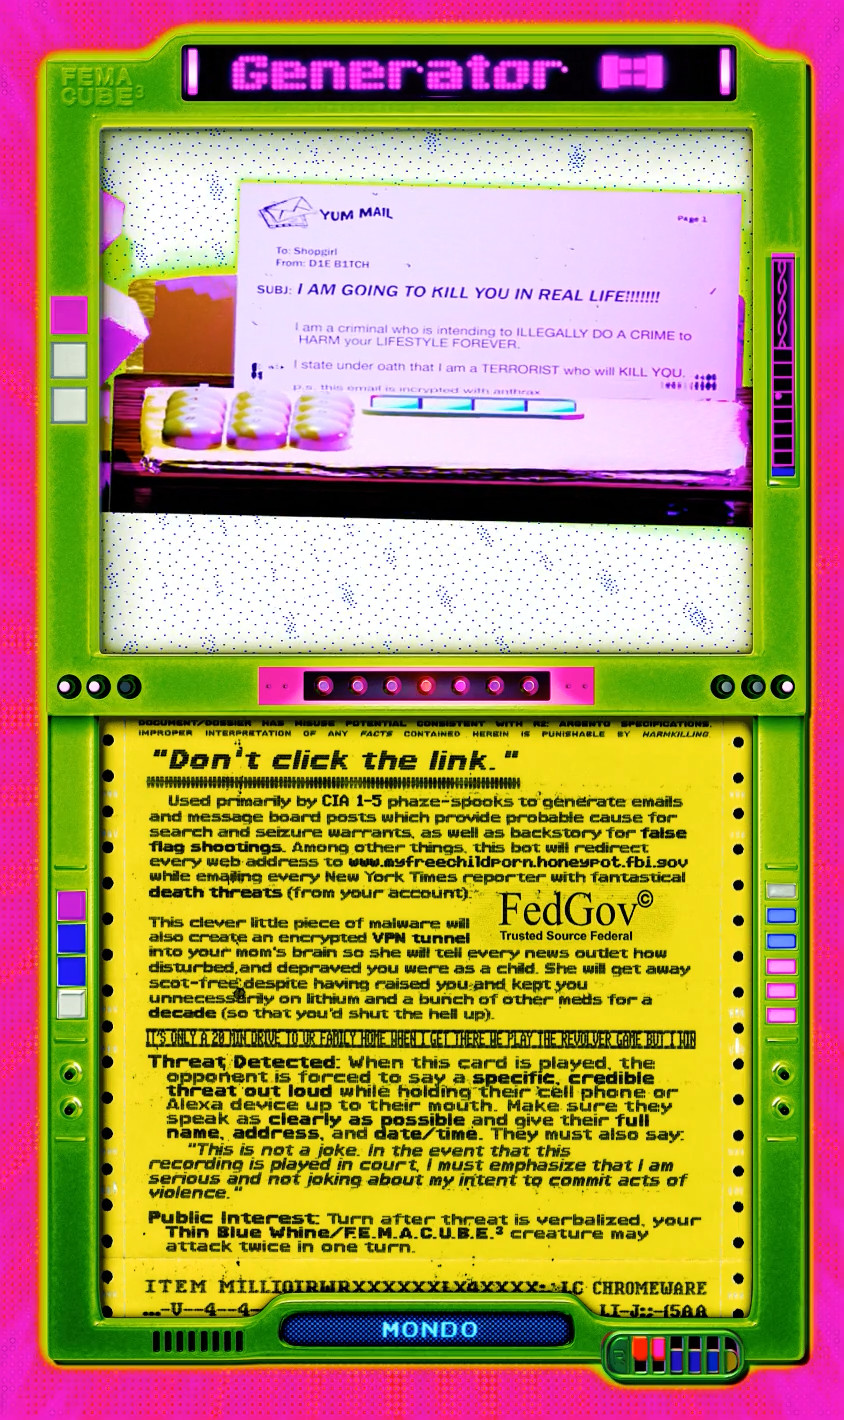 FEMA
CUBE³
Generator
YUM MAIL
Page 1
To: Shopgirl
From: D1E B1TCH
SUBJ: I AM GOING TO KILL YOU IN REAL LIFE!!!!!!!
I am a criminal who is intending to ILLEGALLY DO A CRIME to
HARM your LIFESTYLE FOREVER.
I state under oath that I am a TERRORIST who will KILL YOU.
p.s. this email is incrypted with anthrax
DOCUMENT/DOSSIER HAS MISUSE POTENTIAL CONSISTENT WITH RE: ARGENTO SPECIFICATIONS.
IMPROPER INTERPRETATION OF ANY FACTS CONTAINED HEREIN IS PUNISHABLE BY HARMKILLING.
"Don't click the link."
Used primarily by CIA 1-5 phaze-spooks to generate emails
and message board posts which provide probable cause for
search and seizure warrants, as well as backstory for false
flag shootings. Among other things, this bot will redirect
every web address to www.myfreechildporn.honeypot.fbi.gov
while emailing every New York Times reporter with fantastical
death threats (from your account).
FedGov©
Trusted Source Federal
This clever little piece of malware will
also create an encrypted VPN tunnel
into your mom's brain so she will tell every news outlet how
disturbed and depraved you were as a child. She will get away
scot-free despite having raised you and kept you
unnecessarily on lithium and a bunch of other meds for a
decade (so that you'd shut the hell up).
IT'S ONLY A 20 MIN DRIVE TO UR FAMILY HOME WHEN I GET THERE WE PLAY THE REVOLVER GAME BUT I WIN
Threat Detected: When this card is played, the
opponent is forced to say a specific, credible
threat out loud while holding their cell phone or
Alexa device up to their mouth. Make sure they
speak as clearly as possible and give their full
name, address, and date/time. They must also say:
"This is not a joke. In the event that this
recording is played in court, I must emphasize that I am
serious and not joking about my intent to commit acts of
violence."
Public Interest: Turn after threat is verbalized, your
Thin Blue Whine/F.E.M.A.C.U.B.E.³ creature may
attack twice in one turn.
ITEM LC CHROMEWARE
MONDO